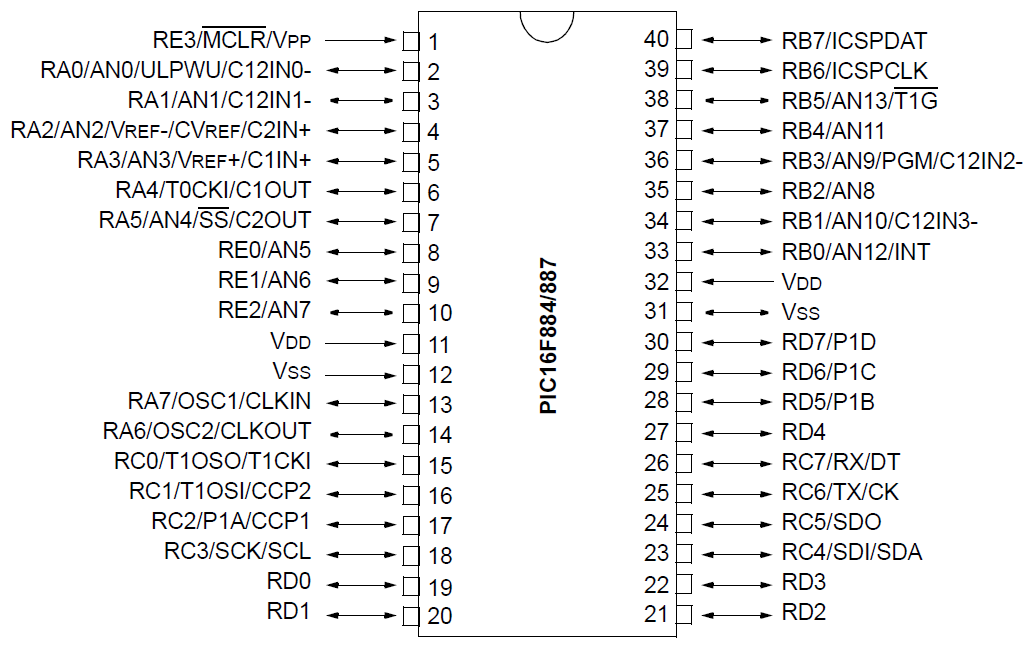 RE3/MCLR/VPP 1
RA0/AN0/ULPWU/C12IN0- 2
RA1/AN1/C12IN1- 3
RA2/AN2/VREF-/CVREF/C2IN+ 4
RA3/AN3/VREF+/C1IN+ 5
RA4/T0CKI/C1OUT 6
RA5/AN4/SS/C2OUT 7
RE0/AN5 8
RE1/AN6 9
RE2/AN7 10
VDD 11
VSS 12
RA7/OSC1/CLKIN 13
RA6/OSC2/CLKOUT 14
RC0/T1OSO/T1CKI 15
RC1/T1OSI/CCP2 16
RC2/P1A/CCP1 17
RC3/SCK/SCL 18
RD0 19
RD1 20
PIC16F884/887
40 RB7/ICSPDAT
39 RB6/ICSPCLK
38 RB5/AN13/T1G
37 RB4/AN11
36 RB3/AN9/PGM/C12IN2-
35 RB2/AN8
34 RB1/AN10/C12IN3-
33 RB0/AN12/INT
32 VDD
31 VSS
30 RD7/P1D
29 RD6/P1C
28 RD5/P1B
27 RD4
26 RC7/RX/DT
25 RC6/TX/CK
24 RC5/SDO
23 RC4/SDI/SDA
22 RD3
21 RD2